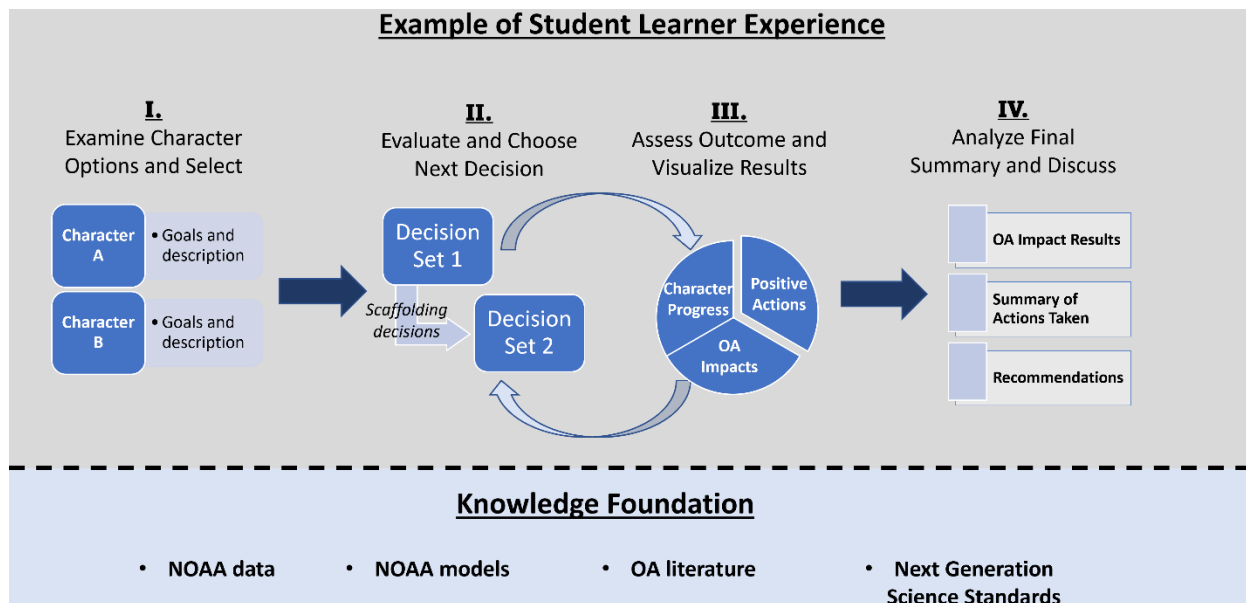 Example of Student Learner Experience
I.
Examine Character
Options and Select
Character
A
• Goals and
description
Character
B
• Goals and
description
II.
Evaluate and Choose
Next Decision
Decision
Set 1
Scaffolding
decisions
Decision
Set 2
III.
Assess Outcome and
Visualize Results
Character
Progress
Positive
Actions
OA
Impacts
IV.
Analyze Final
Summary and Discuss
OA Impact Results
Summary of
Actions Taken
Recommendations
Knowledge Foundation
• NOAA data
• NOAA models
• OA literature
• Next Generation
Science Standards